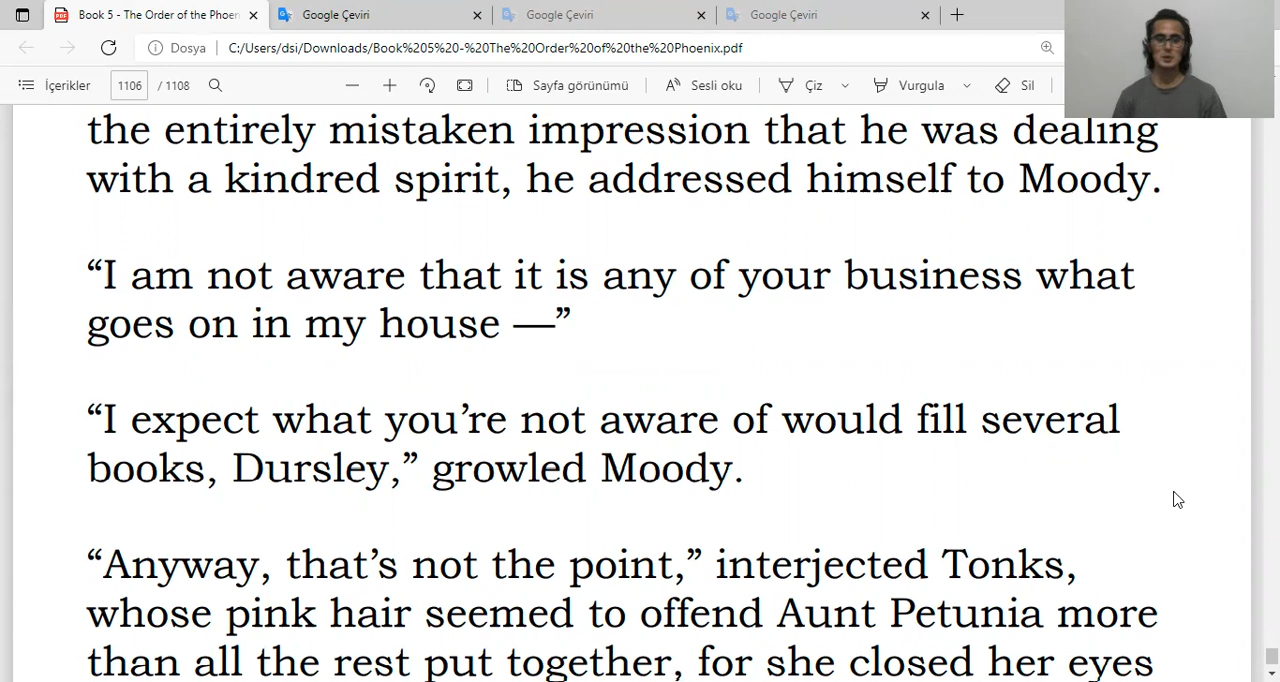 Book 5 - The Order of the Phoen
Google Çeviri
Google Çeviri
Google Çeviri
Dosya C:/Users/dsi/Downloads/Book%205%20-%20The%20Order%20of%20the%20Phoenix.pdf
İçerikler 1106 / 1108 Sayfa görünümü Sesli oku Çiz Vurgula Sil
the entirely mistaken impression that he was dealing
with a kindred spirit, he addressed himself to Moody.
“I am not aware that it is any of your business what
goes on in my house —”
“I expect what you’re not aware of would fill several
books, Dursley,” growled Moody.
“Anyway, that’s not the point,” interjected Tonks,
whose pink hair seemed to offend Aunt Petunia more
than all the rest put together, for she closed her eyes